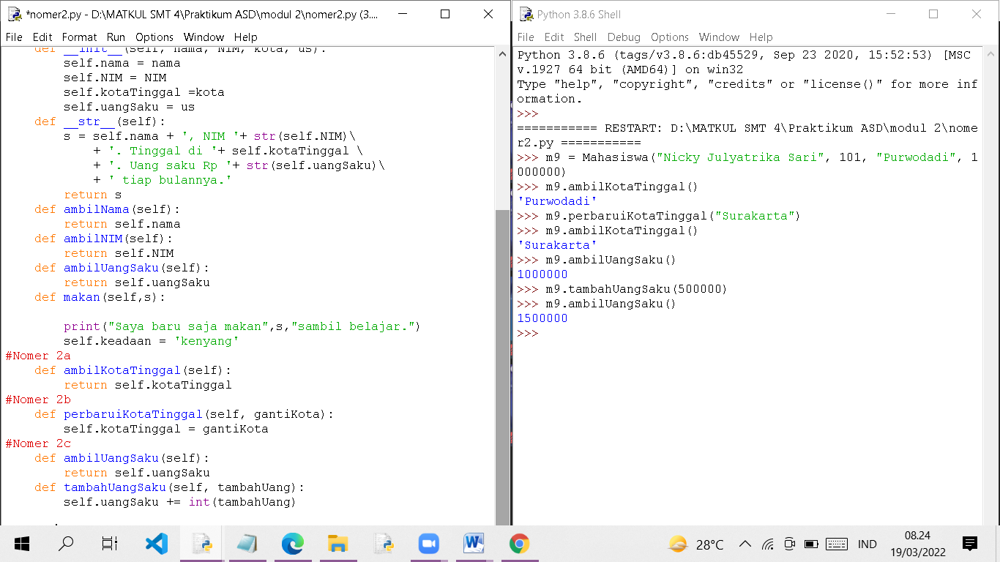 *nomer2.py - D:\MATKUL SMT 4\Praktikum ASD\modul 2\nomer2.py (3....
File Edit Format Run Options Window Help
    def __init__(self, nama, NIM, kota, us):
        self.nama = nama
        self.NIM = NIM
        self.kotaTinggal =kota
        self.uangSaku = us
    def __str__(self):
        s = self.nama + ', NIM '+ str(self.NIM)\
            + '. Tinggal di '+ self.kotaTinggal \
            + '. Uang saku Rp '+ str(self.uangSaku)\
            + ' tiap bulannya.'
        return s
    def ambilNama(self):
        return self.nama
    def ambilNIM(self):
        return self.NIM
    def ambilUangSaku(self):
        return self.uangSaku
    def makan(self,s):
        print("Saya baru saja makan",s,"sambil belajar.")
        self.keadaan = 'kenyang'
#Nomer 2a
    def ambilKotaTinggal(self):
        return self.kotaTinggal
#Nomer 2b
    def perbaruiKotaTinggal(self, gantiKota):
        self.kotaTinggal = gantiKota
#Nomer 2c
    def ambilUangSaku(self):
        return self.uangSaku
    def tambahUangSaku(self, tambahUang):
        self.uangSaku += int(tambahUang)
Python 3.8.6 Shell
File Edit Shell Debug Options Window Help
Python 3.8.6 (tags/v3.8.6:db45529, Sep 23 2020, 15:52:53) [MSC
v.1927 64 bit (AMD64)] on win32
Type "help", "copyright", "credits" or "license()" for more inf
ormation.
>>>
=========== RESTART: D:\MATKUL SMT 4\Praktikum ASD\modul 2\nome
r2.py ===========
>>> m9 = Mahasiswa("Nicky Julyatrika Sari", 101, "Purwodadi", 1
000000)
>>> m9.ambilKotaTinggal()
'Purwodadi'
>>> m9.perbaruiKotaTinggal("Surakarta")
>>> m9.ambilKotaTinggal()
'Surakarta'
>>> m9.ambilUangSaku()
1000000
>>> m9.tambahUangSaku(500000)
>>> m9.ambilUangSaku()
1500000
>>>
28°C
IND
08.24
19/03/2022